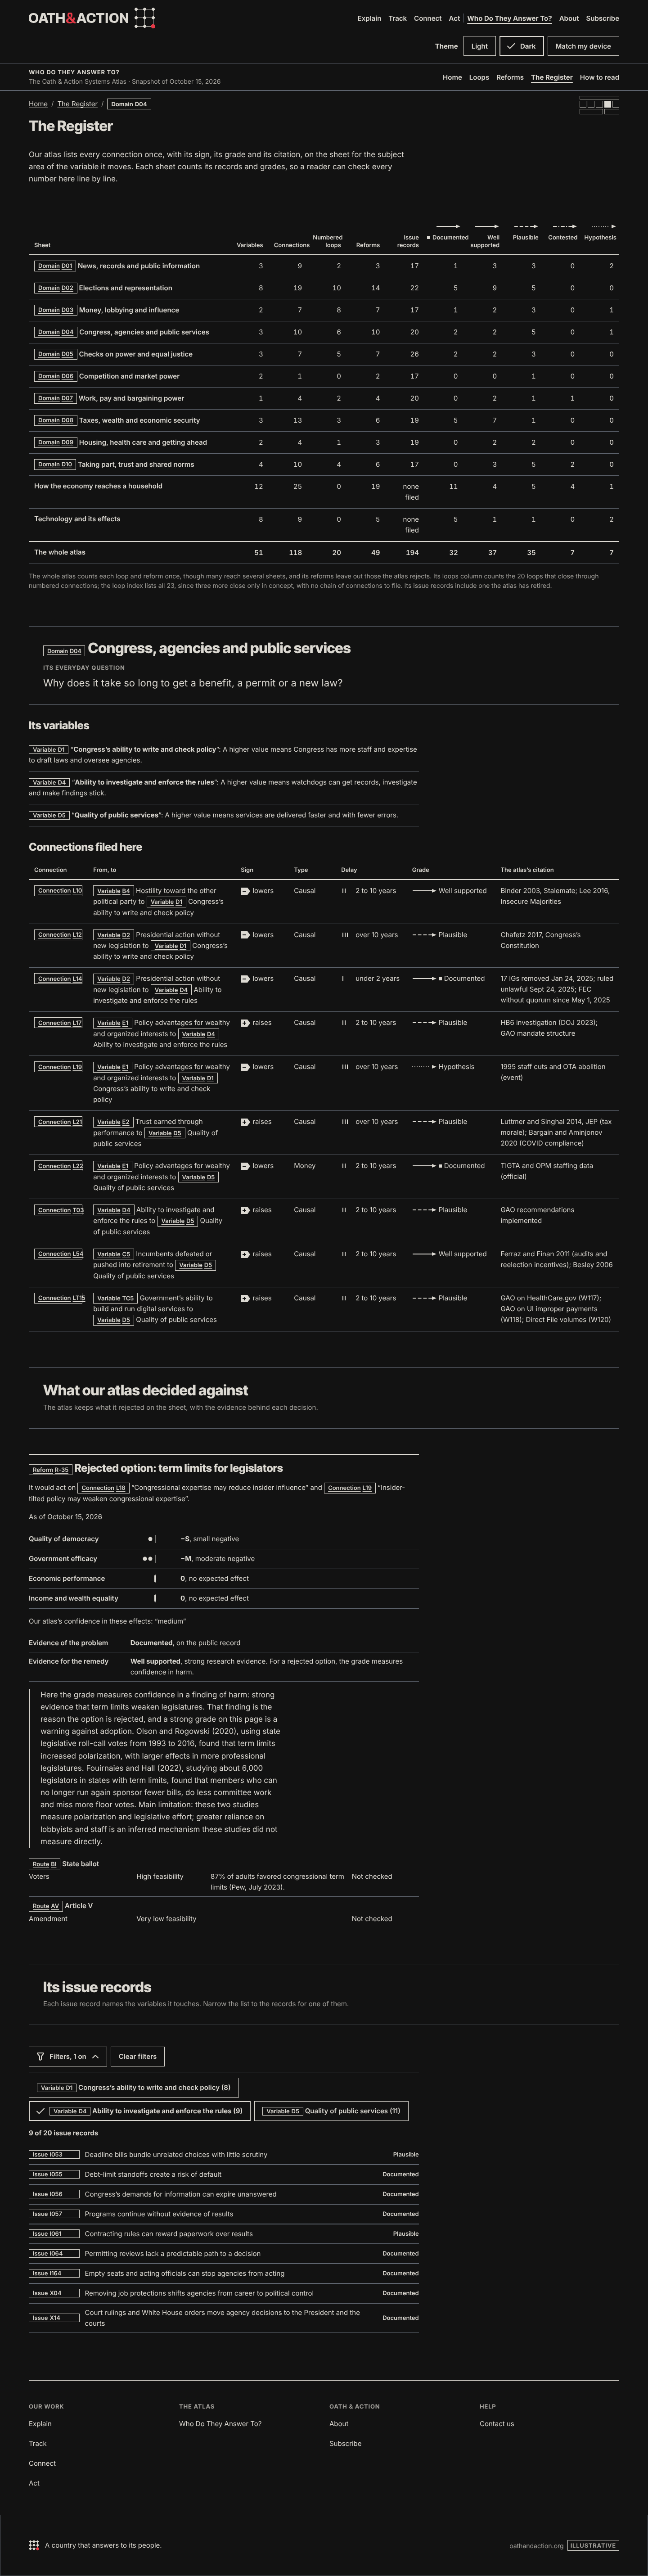 OATH&ACTION
Explain Track Connect Act Who Do They Answer To? About Subscribe
Theme Light Dark Match my device
WHO DO THEY ANSWER TO?
The Oath & Action Systems Atlas · Snapshot of October 15, 2026
Home Loops Reforms The Register How to read
Home / The Register / Domain D04
The Register
Our atlas lists every connection once, with its sign, its grade and its citation, on the sheet for the subject
area of the variable it moves. Each sheet counts its records and grades, so a reader can check every
number here line by line.
Sheet Variables Connections Numbered loops Reforms Issue records Documented Well supported Plausible Contested Hypothesis
Domain D01 News, records and public information 3 9 2 3 17 1 3 3 0 2
Domain D02 Elections and representation 8 19 10 14 22 5 9 5 0 0
Domain D03 Money, lobbying and influence 2 7 8 7 17 1 2 3 0 1
Domain D04 Congress, agencies and public services 3 10 6 10 20 2 2 5 0 1
Domain D05 Checks on power and equal justice 3 7 5 7 26 2 2 3 0 0
Domain D06 Competition and market power 2 1 0 2 17 0 0 1 0 0
Domain D07 Work, pay and bargaining power 1 4 2 4 20 0 2 1 1 0
Domain D08 Taxes, wealth and economic security 3 13 3 6 19 5 7 1 0 0
Domain D09 Housing, health care and getting ahead 2 4 1 3 19 0 2 2 0 0
Domain D10 Taking part, trust and shared norms 4 10 4 6 17 0 3 5 2 0
How the economy reaches a household 12 25 0 19 none filed 11 4 5 4 1
Technology and its effects 8 9 0 5 none filed 5 1 1 0 2
The whole atlas 51 118 20 49 194 32 37 35 7 7
The whole atlas counts each loop and reform once, though many reach several sheets, and its reforms leave out those the atlas rejects. Its loops column counts the 20 loops that close through
numbered connections; the loop index lists all 23, since three more close only in concept, with no chain of connections to file. Its issue records include one the atlas has retired.
Domain D04 Congress, agencies and public services
ITS EVERYDAY QUESTION
Why does it take so long to get a benefit, a permit or a new law?
Its variables
Variable D1 “Congress’s ability to write and check policy”: A higher value means Congress has more staff and expertise
to draft laws and oversee agencies.
Variable D4 “Ability to investigate and enforce the rules”: A higher value means watchdogs can get records, investigate
and make findings stick.
Variable D5 “Quality of public services”: A higher value means services are delivered faster and with fewer errors.
Connections filed here
Connection From, to Sign Type Delay Grade The atlas’s citation
Connection L10 Variable B4 Hostility toward the other political party to Variable D1 Congress’s ability to write and check policy lowers Causal 2 to 10 years Well supported Binder 2003, Stalemate; Lee 2016, Insecure Majorities
Connection L12 Variable D2 Presidential action without new legislation to Variable D1 Congress’s ability to write and check policy lowers Causal over 10 years Plausible Chafetz 2017, Congress’s Constitution
Connection L14 Variable D2 Presidential action without new legislation to Variable D4 Ability to investigate and enforce the rules lowers Causal under 2 years Documented 17 IGs removed Jan 24, 2025; ruled unlawful Sept 24, 2025; FEC without quorum since May 1, 2025
Connection L17 Variable E1 Policy advantages for wealthy and organized interests to Variable D4 Ability to investigate and enforce the rules raises Causal 2 to 10 years Plausible HB6 investigation (DOJ 2023); GAO mandate structure
Connection L19 Variable E1 Policy advantages for wealthy and organized interests to Variable D1 Congress’s ability to write and check policy lowers Causal over 10 years Hypothesis 1995 staff cuts and OTA abolition (event)
Connection L21 Variable E2 Trust earned through performance to Variable D5 Quality of public services raises Causal over 10 years Plausible Luttmer and Singhal 2014, JEP (tax morale); Bargain and Aminjonov 2020 (COVID compliance)
Connection L22 Variable E1 Policy advantages for wealthy and organized interests to Variable D5 Quality of public services lowers Money 2 to 10 years Documented TIGTA and OPM staffing data (official)
Connection T03 Variable D4 Ability to investigate and enforce the rules to Variable D5 Quality of public services raises Causal 2 to 10 years Plausible GAO recommendations implemented
Connection L54 Variable C5 Incumbents defeated or pushed into retirement to Variable D5 Quality of public services raises Causal 2 to 10 years Well supported Ferraz and Finan 2011 (audits and reelection incentives); Besley 2006
Connection LT15 Variable TC5 Government’s ability to build and run digital services to Variable D5 Quality of public services raises Causal 2 to 10 years Plausible GAO on HealthCare.gov (W117); GAO on UI improper payments (W118); Direct File volumes (W120)
What our atlas decided against
The atlas keeps what it rejected on the sheet, with the evidence behind each decision.
Reform R-35 Rejected option: term limits for legislators
It would act on Connection L18 “Congressional expertise may reduce insider influence” and Connection L19 “Insider-
tilted policy may weaken congressional expertise”.
As of October 15, 2026
Quality of democracy −S, small negative
Government efficacy −M, moderate negative
Economic performance 0, no expected effect
Income and wealth equality 0, no expected effect
Our atlas’s confidence in these effects: “medium”
Evidence of the problem Documented, on the public record
Evidence for the remedy Well supported, strong research evidence. For a rejected option, the grade measures
confidence in harm.
Here the grade measures confidence in a finding of harm: strong
evidence that term limits weaken legislatures. That finding is the
reason the option is rejected, and a strong grade on this page is a
warning against adoption. Olson and Rogowski (2020), using state
legislative roll-call votes from 1993 to 2016, found that term limits
increased polarization, with larger effects in more professional
legislatures. Fouirnaies and Hall (2022), studying about 6,000
legislators in states with term limits, found that members who can
no longer run again sponsor fewer bills, do less committee work
and miss more floor votes. Main limitation: these two studies
measure polarization and legislative effort; greater reliance on
lobbyists and staff is an inferred mechanism these studies did not
measure directly.
Route BI State ballot
Voters High feasibility 87% of adults favored congressional term limits (Pew, July 2023). Not checked
Route AV Article V
Amendment Very low feasibility Not checked
Its issue records
Each issue record names the variables it touches. Narrow the list to the records for one of them.
Filters, 1 on Clear filters
Variable D1 Congress’s ability to write and check policy (8)
Variable D4 Ability to investigate and enforce the rules (9) Variable D5 Quality of public services (11)
9 of 20 issue records
Issue I053 Deadline bills bundle unrelated choices with little scrutiny Plausible
Issue I055 Debt-limit standoffs create a risk of default Documented
Issue I056 Congress’s demands for information can expire unanswered Documented
Issue I057 Programs continue without evidence of results Documented
Issue I061 Contracting rules can reward paperwork over results Plausible
Issue I064 Permitting reviews lack a predictable path to a decision Documented
Issue I164 Empty seats and acting officials can stop agencies from acting Documented
Issue X04 Removing job protections shifts agencies from career to political control Documented
Issue X14 Court rulings and White House orders move agency decisions to the President and the courts Documented
OUR WORK THE ATLAS OATH & ACTION HELP
Explain Who Do They Answer To? About Contact us
Track Subscribe
Connect
Act
A country that answers to its people.
oathandaction.org ILLUSTRATIVE